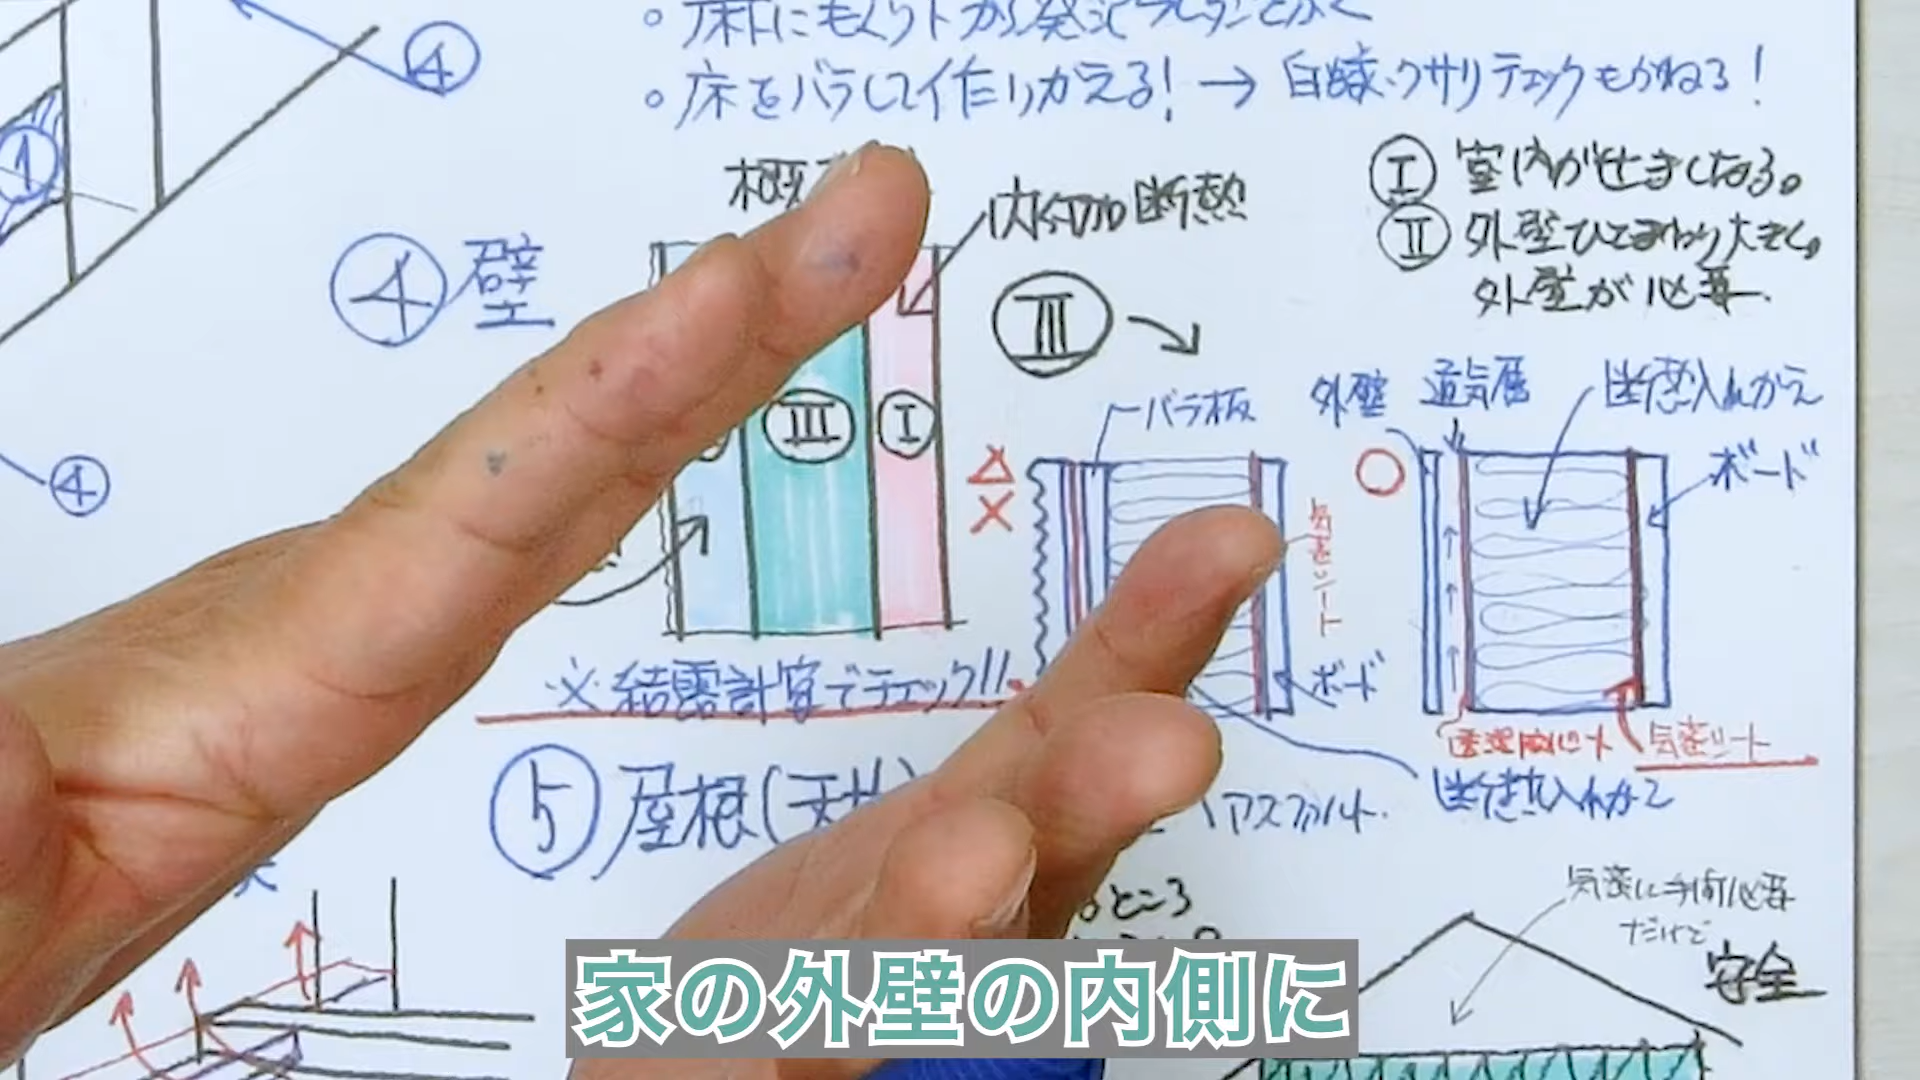 床をバラして作りかえる! → 白蟻・クサリチェックもかねる!
Ⅰ 室内がせまくなる。
Ⅱ 外壁ひとまわり大きく。
外壁が必要。
内付加断熱
④ 壁
Ⅲ
Ⅲ Ⅰ
バラ板
外壁 通気層 断熱入れかえ
ボード
△
×
○
気密シート
ボード
※結露計算でチェック!!
透湿防水シート 気密シート
断熱入れかえ
アスファルト
⑤ 屋根(天井)
①
④
④
ところ
気密に手術必要
だけど
安全
家の外壁の内側に